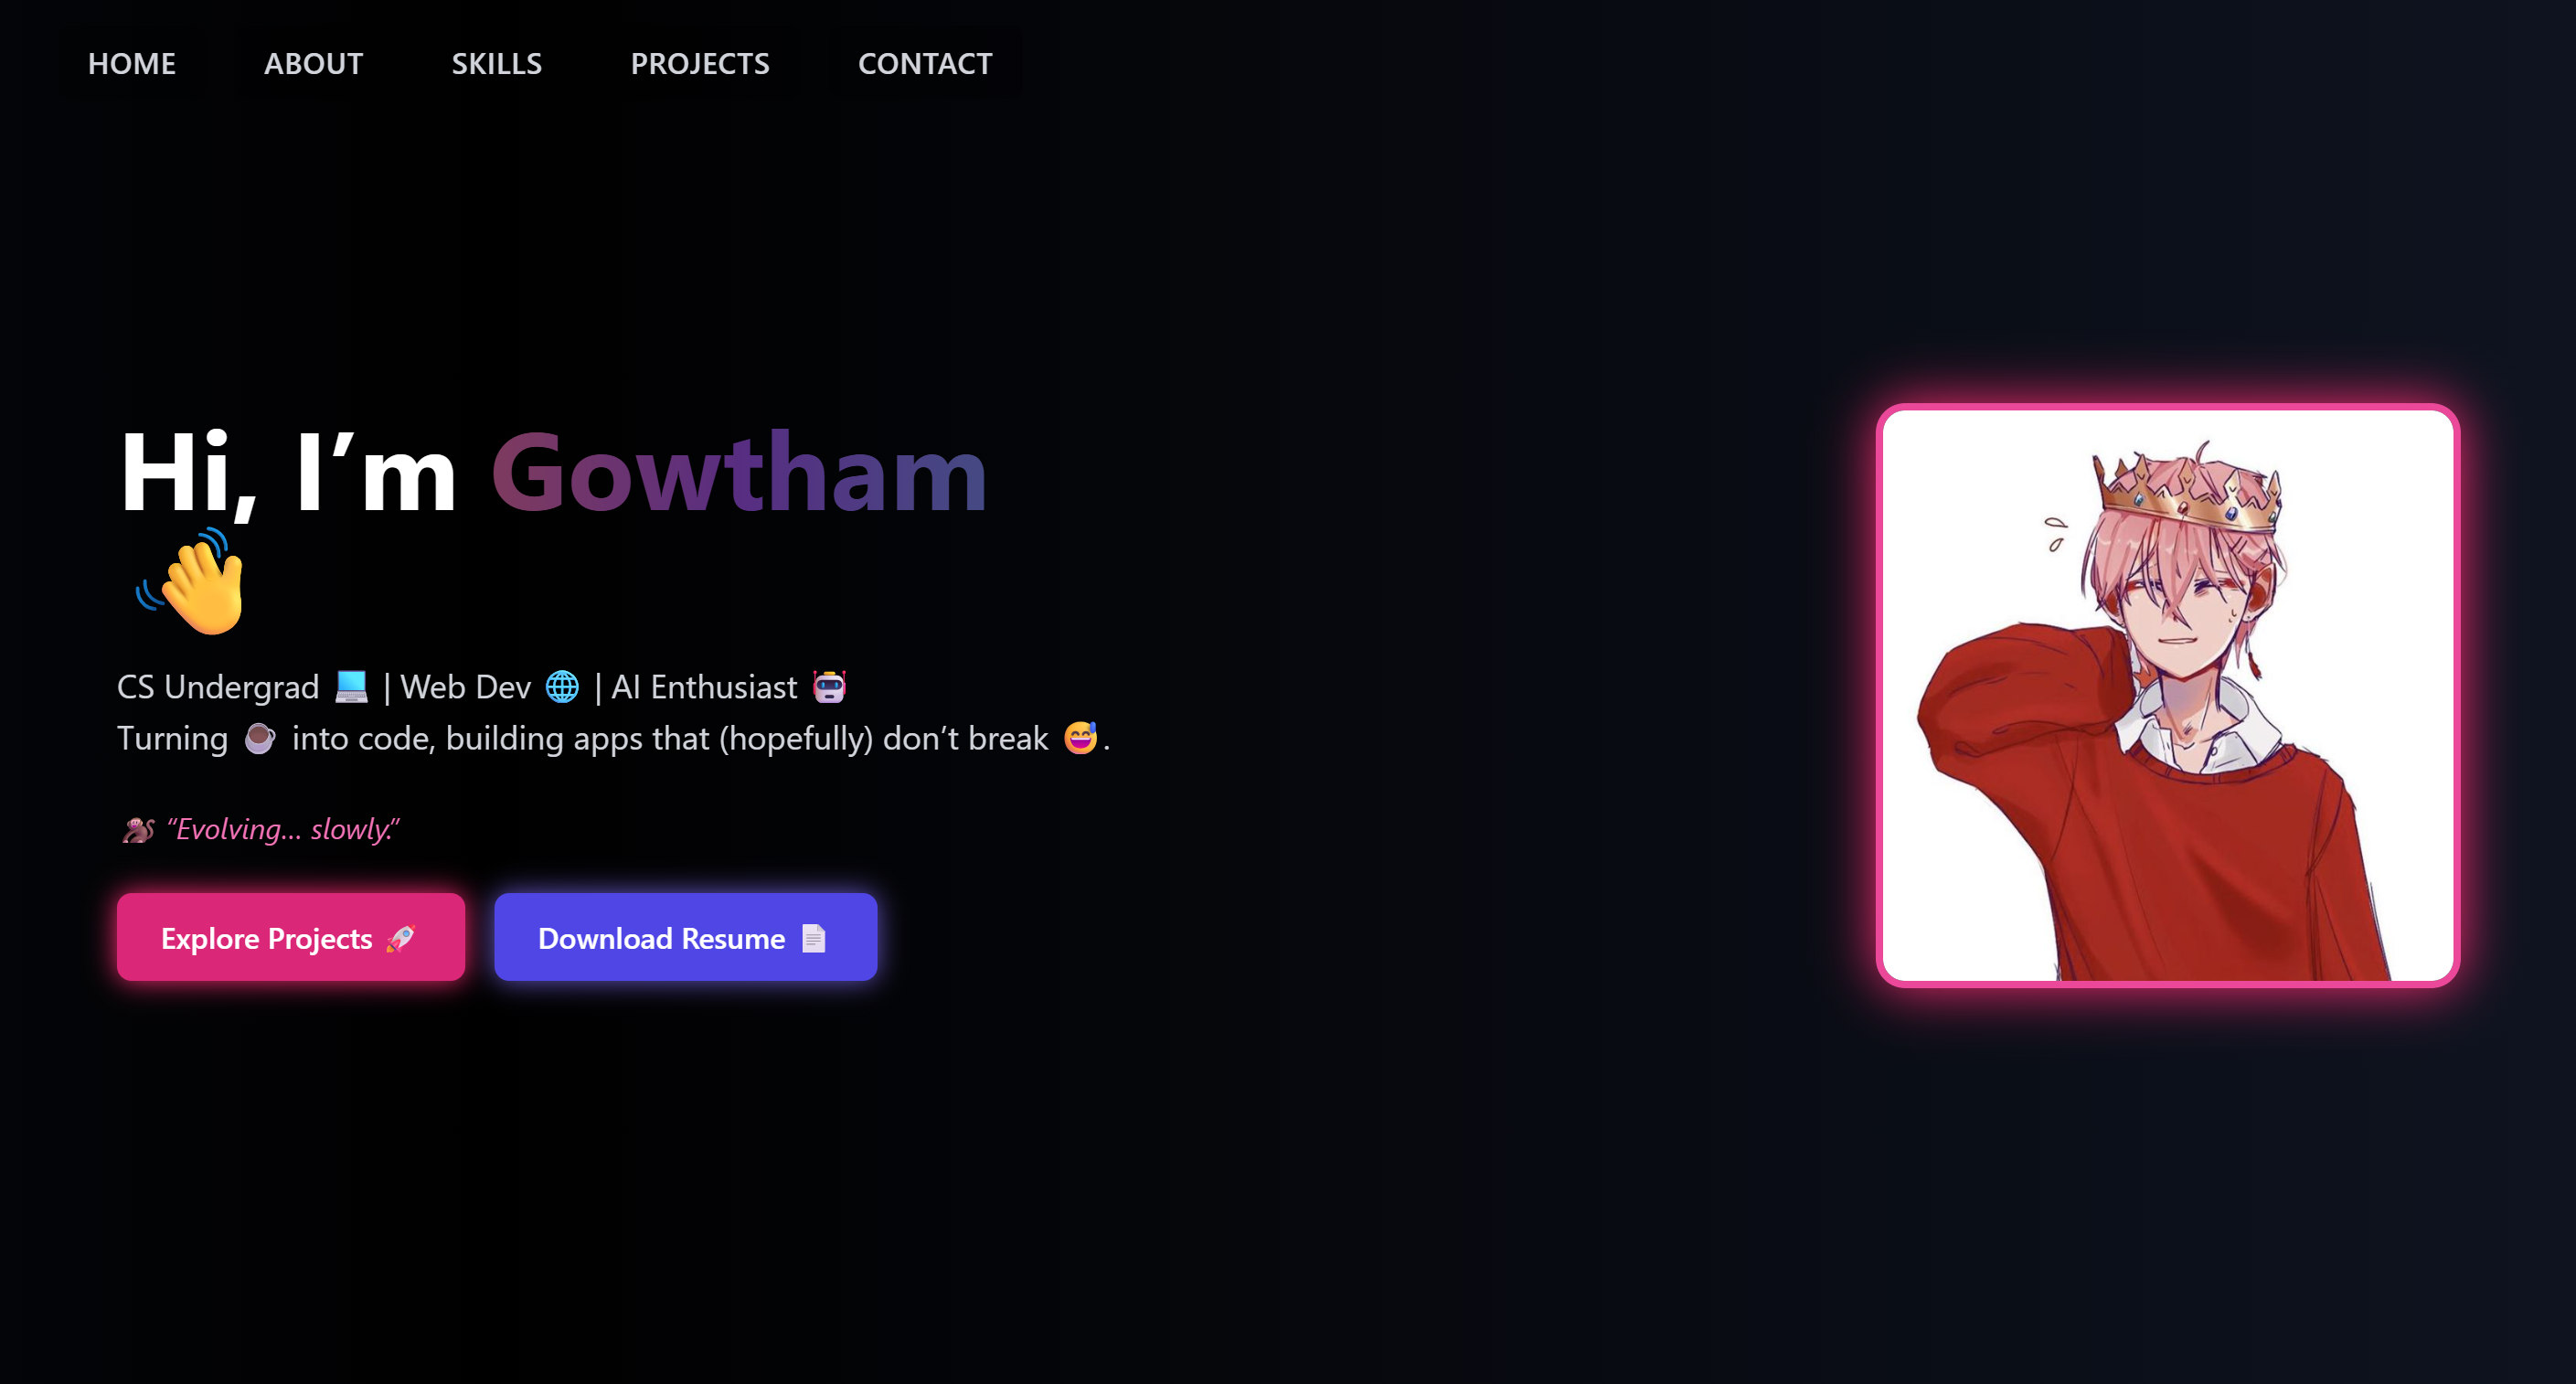 HOME ABOUT SKILLS PROJECTS CONTACT
Hi, I’m Gowtham
👋
CS Undergrad 💻 | Web Dev 🌐 | AI Enthusiast 🤖
Turning ☕ into code, building apps that (hopefully) don’t break 😅.
🐒 “Evolving... slowly.”
Explore Projects 🚀 Download Resume 📄